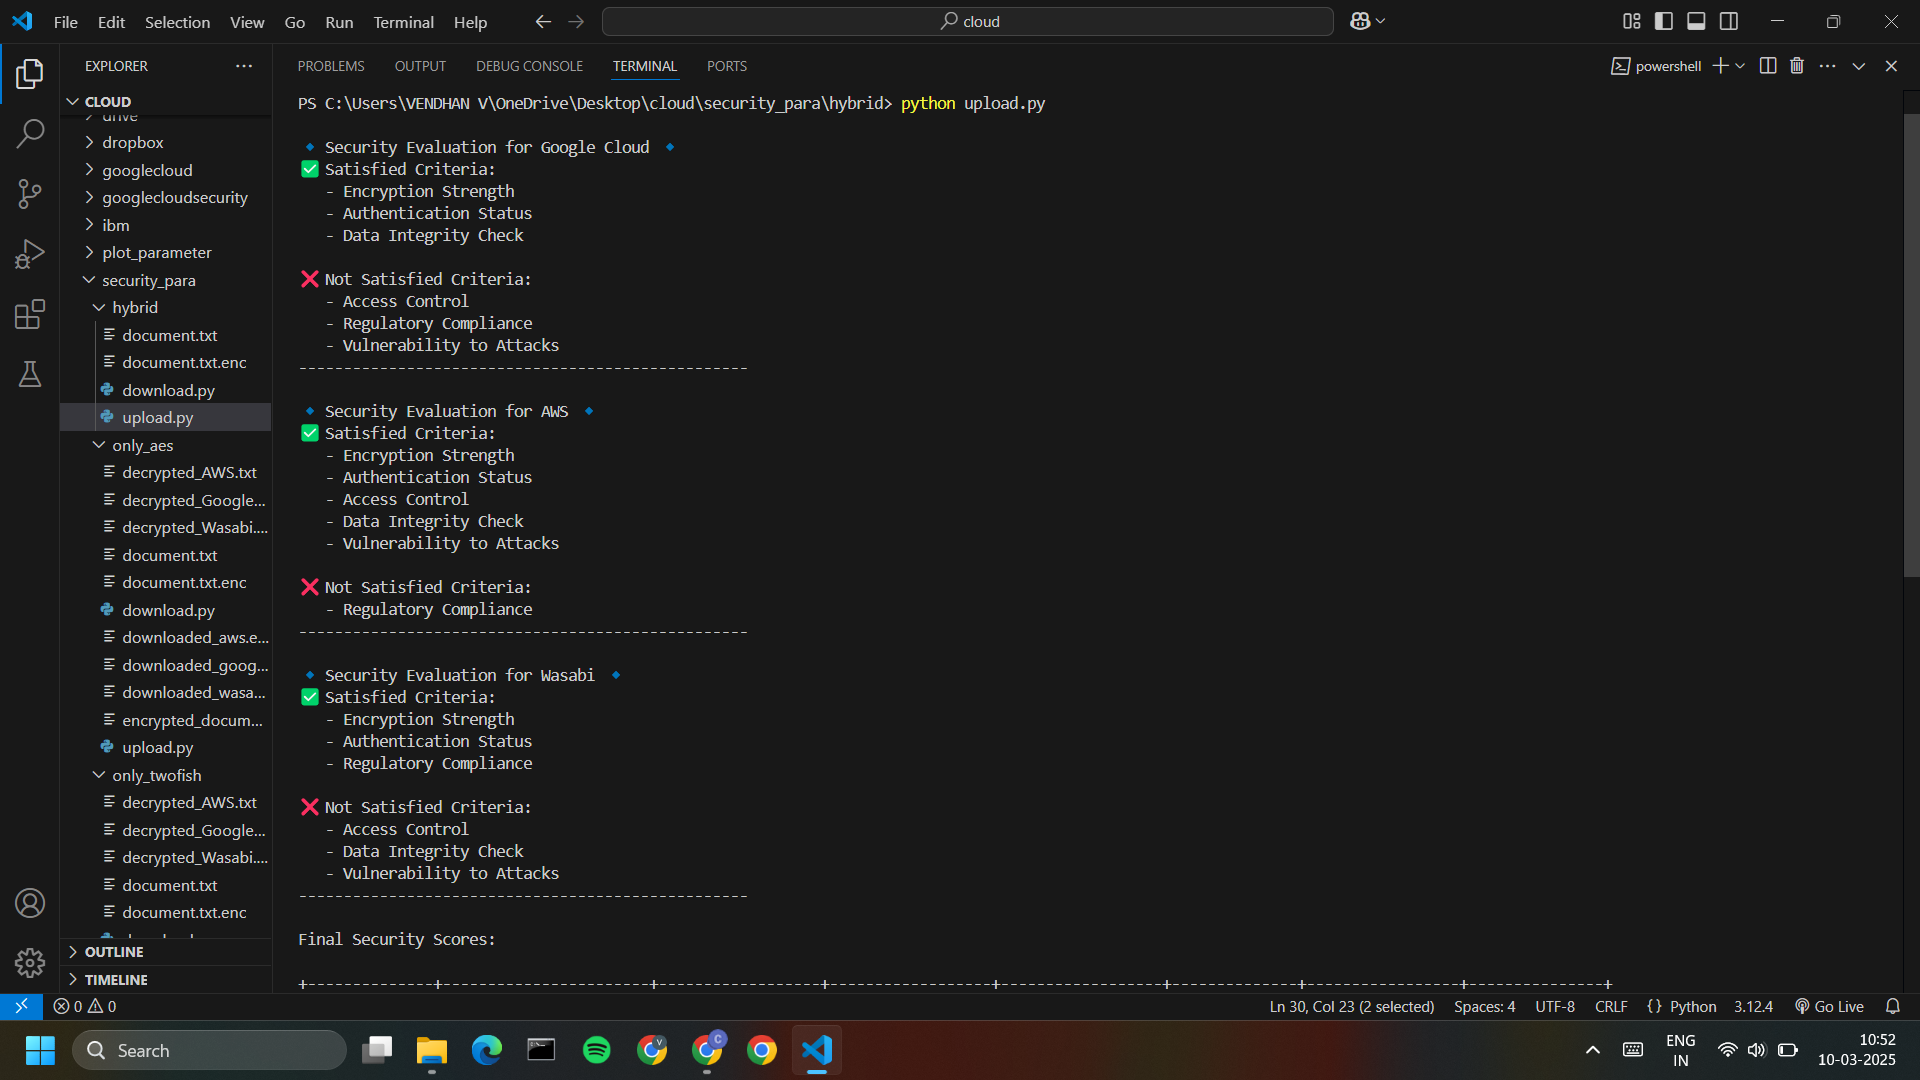 File Edit Selection View Go Run Terminal Help
cloud
EXPLORER
CLOUD
drive
dropbox
googlecloud
googlecloudsecurity
ibm
plot_parameter
security_para
hybrid
document.txt
document.txt.enc
download.py
upload.py
only_aes
decrypted_AWS.txt
decrypted_Google...
decrypted_Wasabi....
document.txt
document.txt.enc
download.py
downloaded_aws.e...
downloaded_goog...
downloaded_wasa...
encrypted_docum...
upload.py
only_twofish
decrypted_AWS.txt
decrypted_Google...
decrypted_Wasabi....
document.txt
document.txt.enc
OUTLINE
TIMELINE
PROBLEMS OUTPUT DEBUG CONSOLE TERMINAL PORTS
powershell
PS C:\Users\VENDHAN V\OneDrive\Desktop\cloud\security_para\hybrid> python upload.py
🔹 Security Evaluation for Google Cloud 🔹
✅ Satisfied Criteria:
- Encryption Strength
- Authentication Status
- Data Integrity Check
❌ Not Satisfied Criteria:
- Access Control
- Regulatory Compliance
- Vulnerability to Attacks
--------------------------------------------------
🔹 Security Evaluation for AWS 🔹
✅ Satisfied Criteria:
- Encryption Strength
- Authentication Status
- Access Control
- Data Integrity Check
- Vulnerability to Attacks
❌ Not Satisfied Criteria:
- Regulatory Compliance
--------------------------------------------------
🔹 Security Evaluation for Wasabi 🔹
✅ Satisfied Criteria:
- Encryption Strength
- Authentication Status
- Regulatory Compliance
❌ Not Satisfied Criteria:
- Access Control
- Data Integrity Check
- Vulnerability to Attacks
--------------------------------------------------
Final Security Scores:
+--------------+-----------------------+------------------+------------------+------------------+--------------+-----------------+---------------+
0 0
Ln 30, Col 23 (2 selected) Spaces: 4 UTF-8 CRLF {} Python 3.12.4 Go Live
Search
V
C
ENG
IN
10:52
10-03-2025